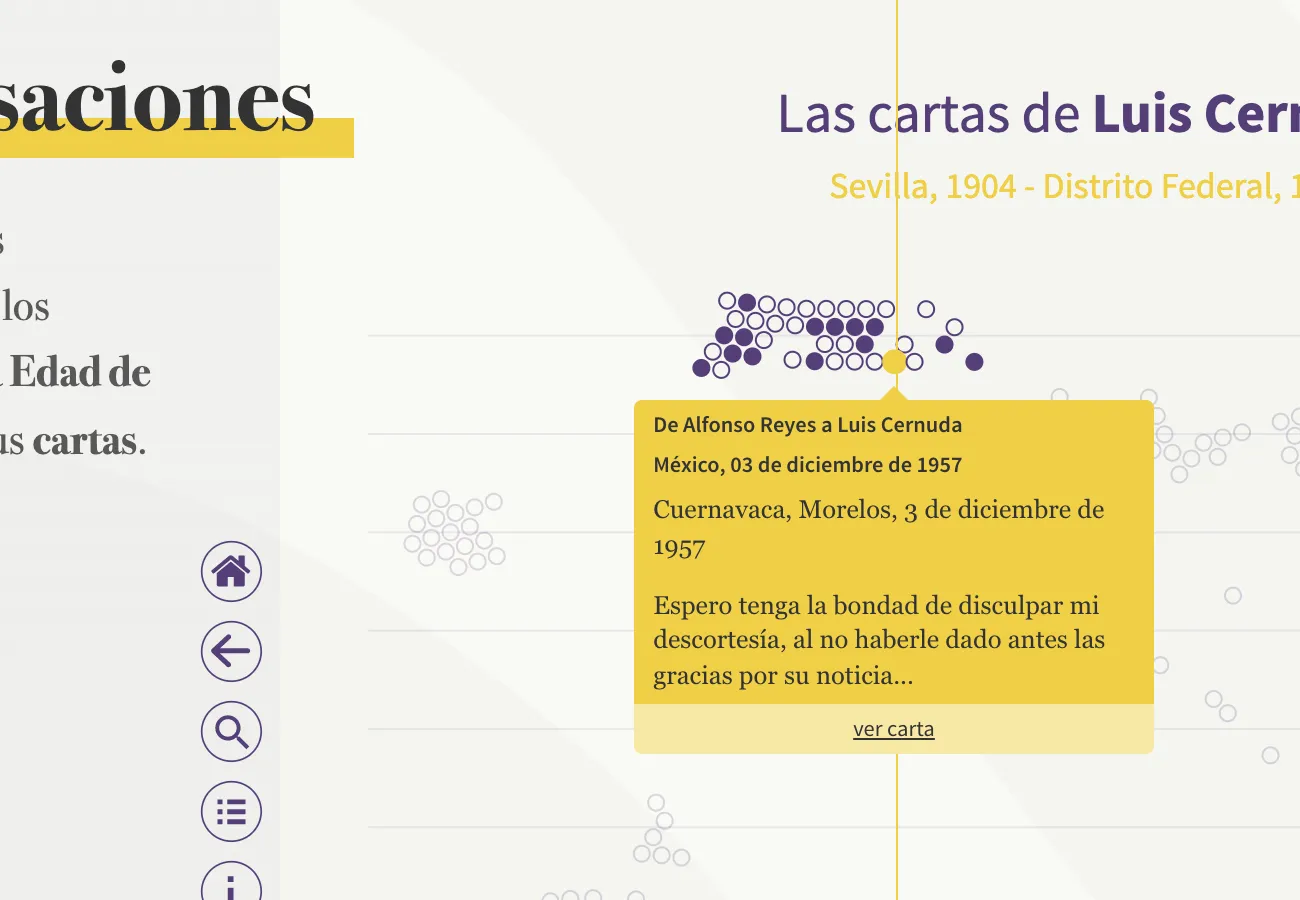 saciones
Las cartas de Luis Cern
Sevilla, 1904 - Distrito Federal, 1
s
los
Edad de
us cartas.
De Alfonso Reyes a Luis Cernuda
México, 03 de diciembre de 1957
Cuernavaca, Morelos, 3 de diciembre de
1957
Espero tenga la bondad de disculpar mi
descortesía, al no haberle dado antes las
gracias por su noticia...
ver carta